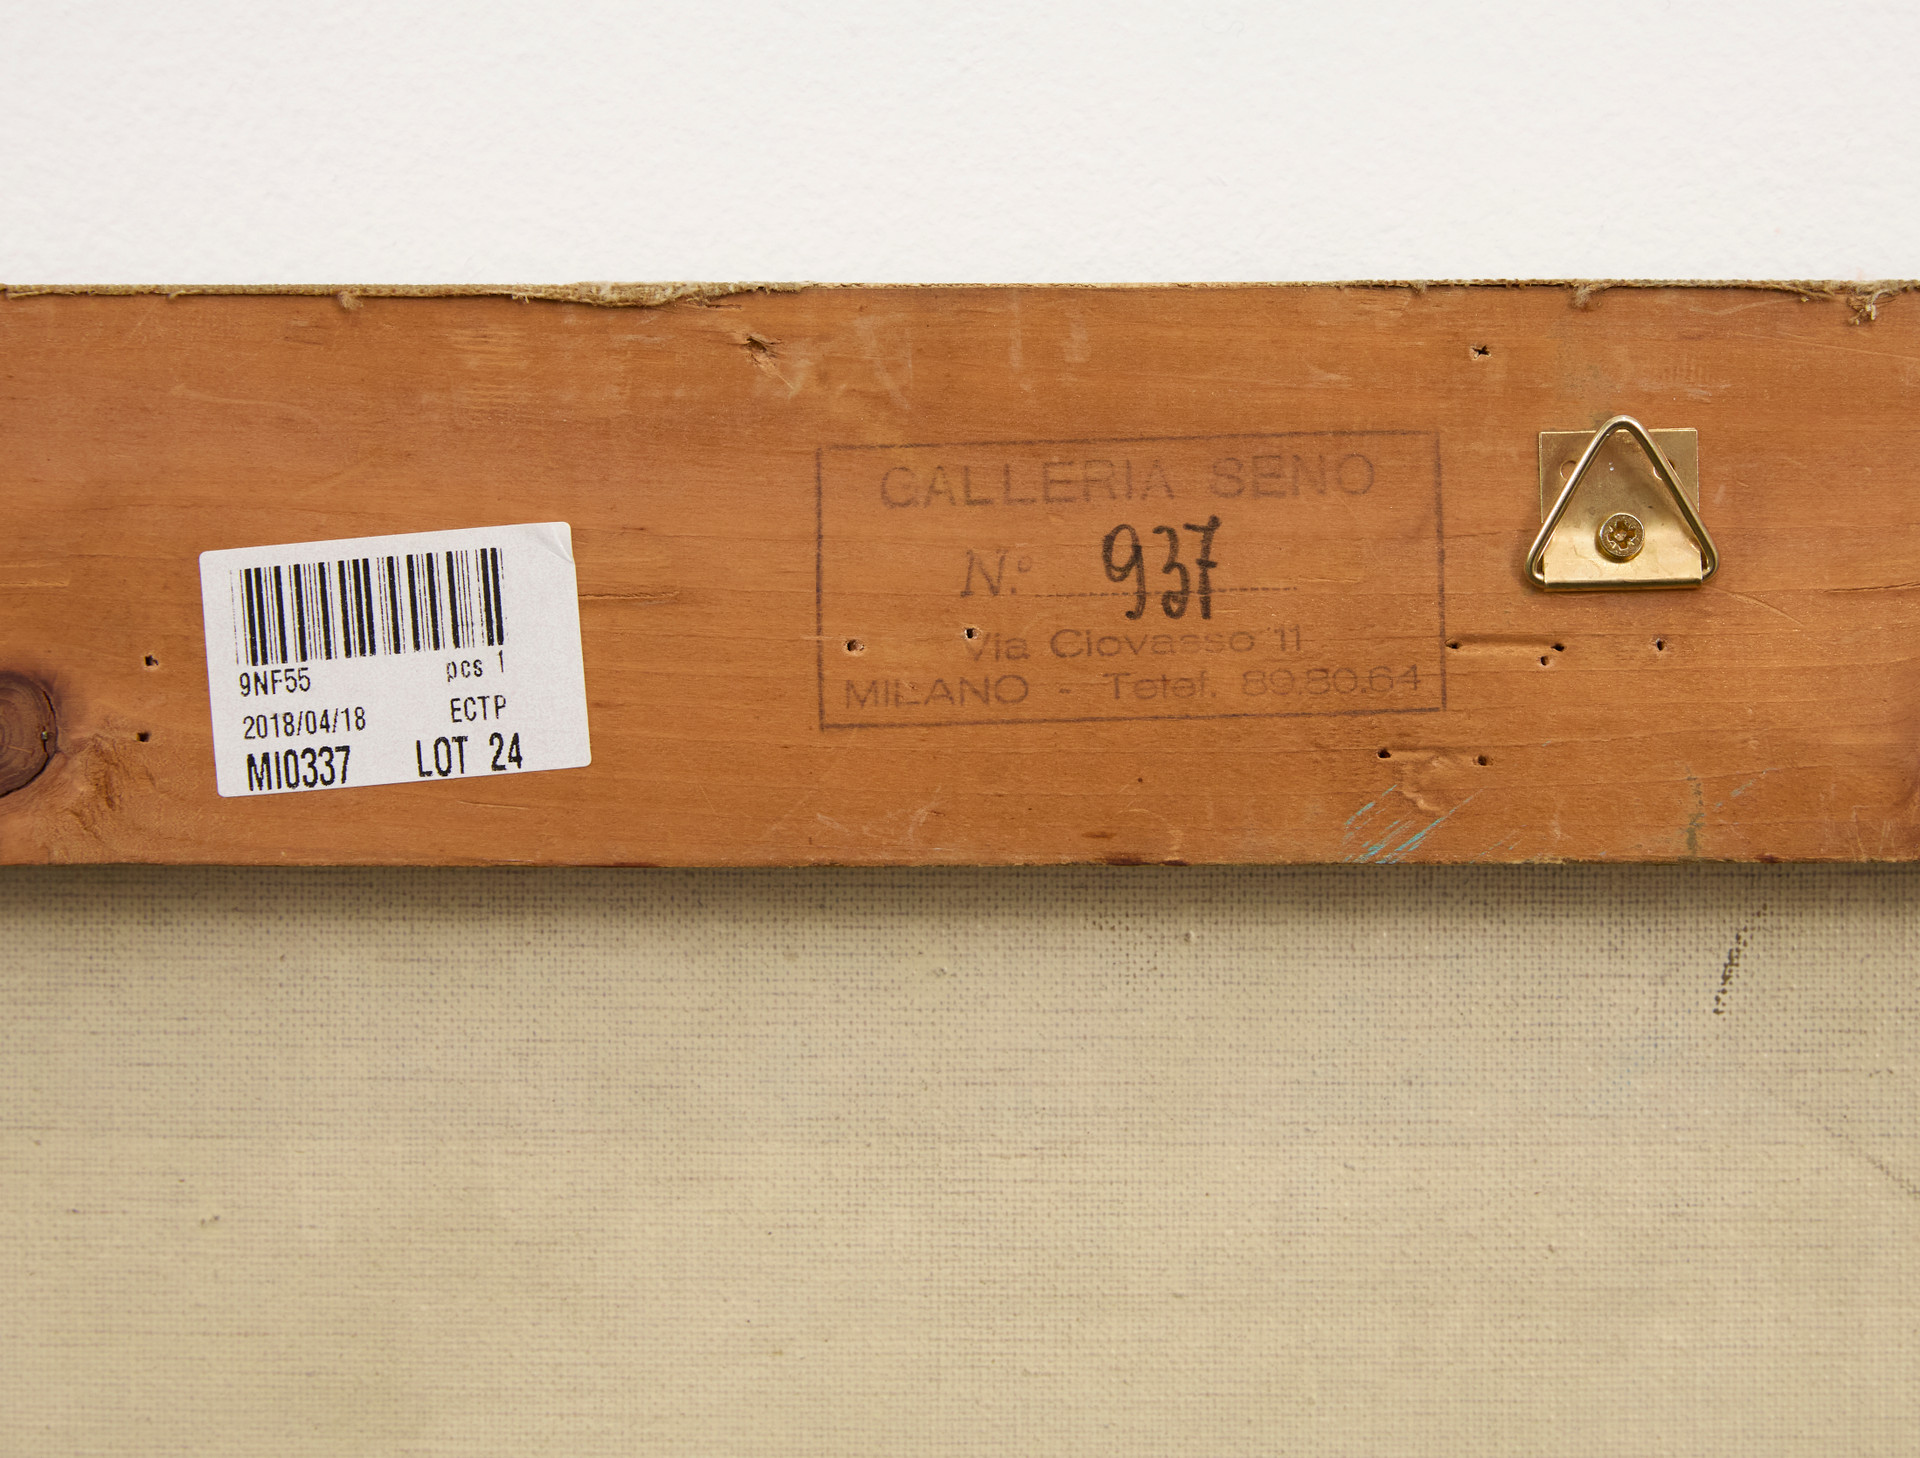 9NF55 pcs 1
2018/04/18 ECTP
MI0337 LOT 24
GALLERIA SENO
N.° 937
Via Ciovasso 11
MILANO - Telef. 89.80.64